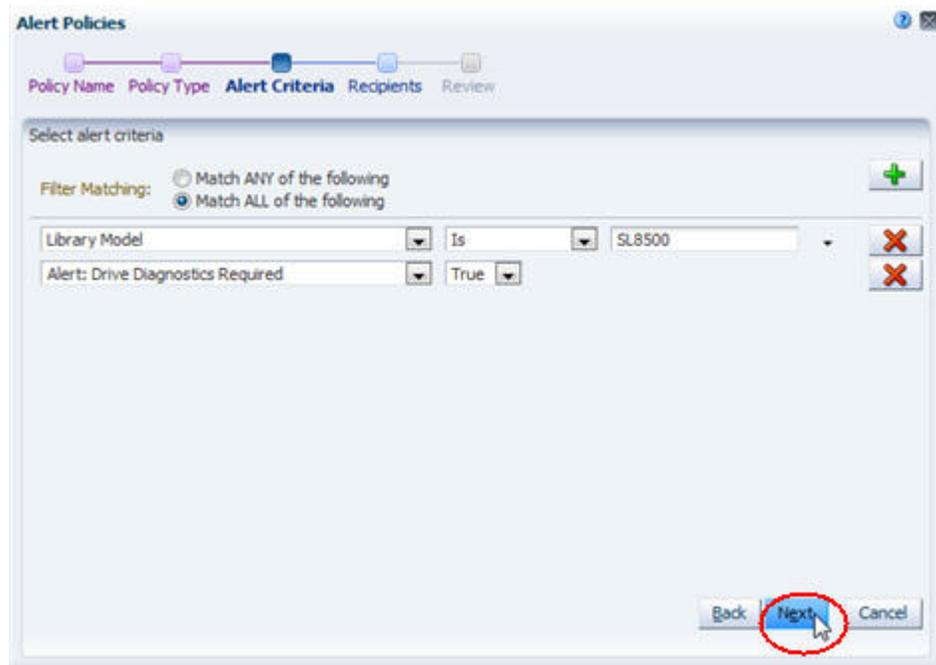 Alert Policies
Policy Name Policy Type Alert Criteria Recipients Review
Select alert criteria
Filter Matching:
Match ANY of the following
Match ALL of the following
Library Model Is SL8500
Alert: Drive Diagnostics Required True
Back Next Cancel